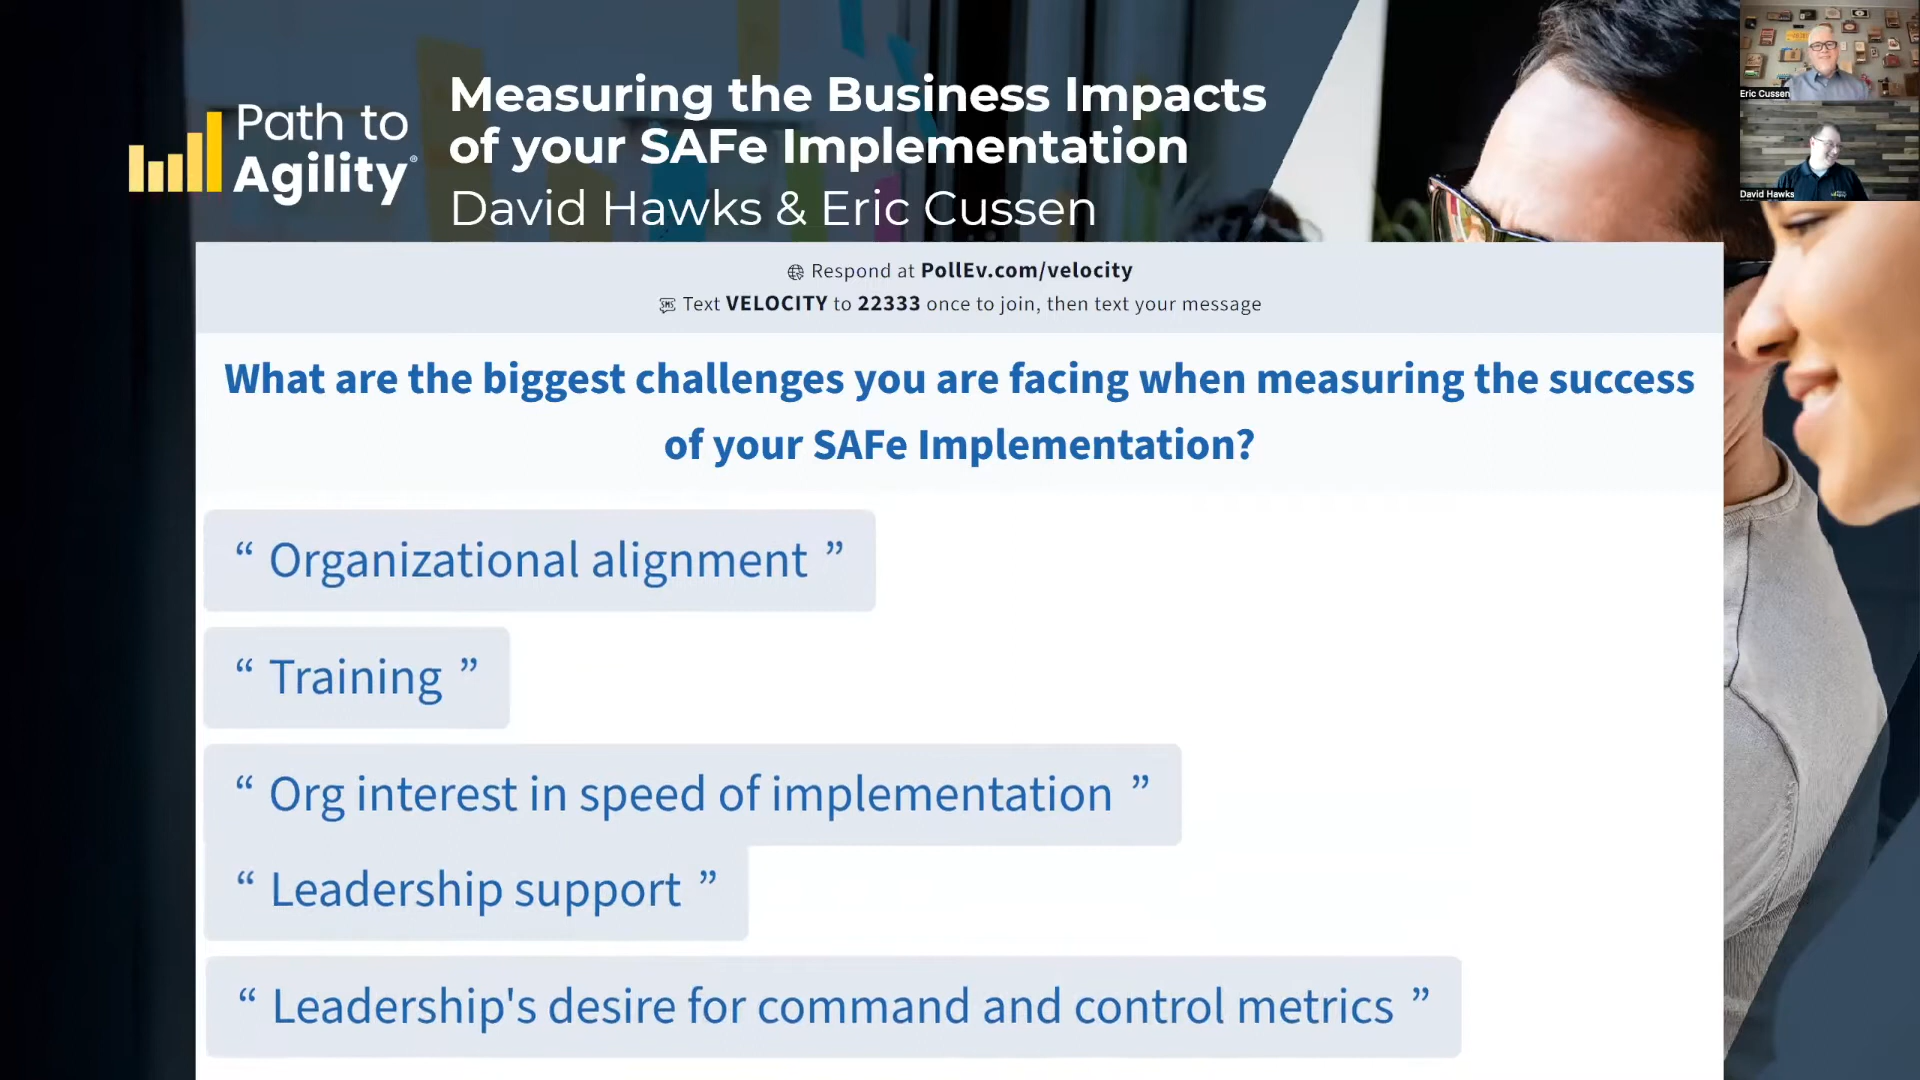 Path to
Agility®
Measuring the Business Impacts
of your SAFe Implementation
David Hawks & Eric Cussen
Eric Cussen
David Hawks
Respond at PollEv.com/velocity
Text VELOCITY to 22333 once to join, then text your message
What are the biggest challenges you are facing when measuring the success
of your SAFe Implementation?
“ Organizational alignment ”
“ Training ”
“ Org interest in speed of implementation ”
“ Leadership support ”
“ Leadership's desire for command and control metrics ”